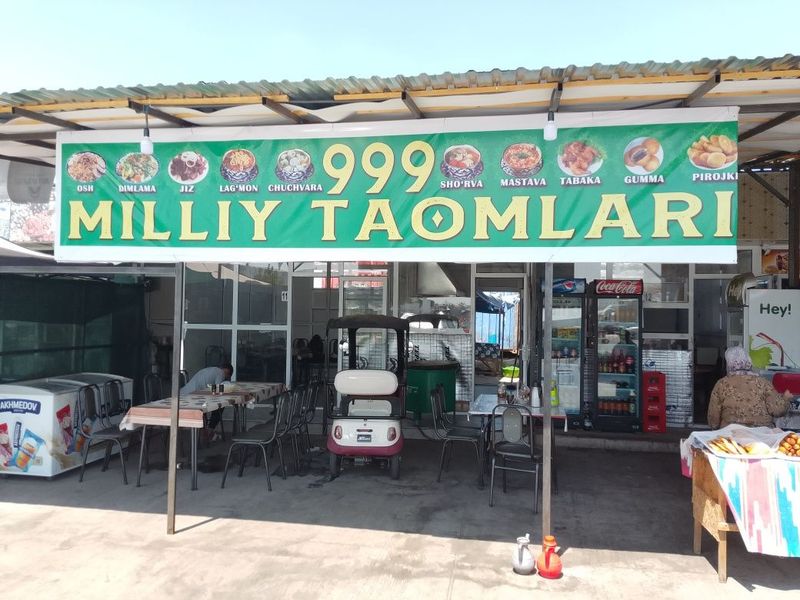 999
OSH DIMLAMA JIZ LAG'MON CHUCHVARA SHO'RVA MASTAVA TABAKA GUMMA PIROJKI
MILLIY TAOMLARI
Coca-Cola
Hey!
AKHMEDOV